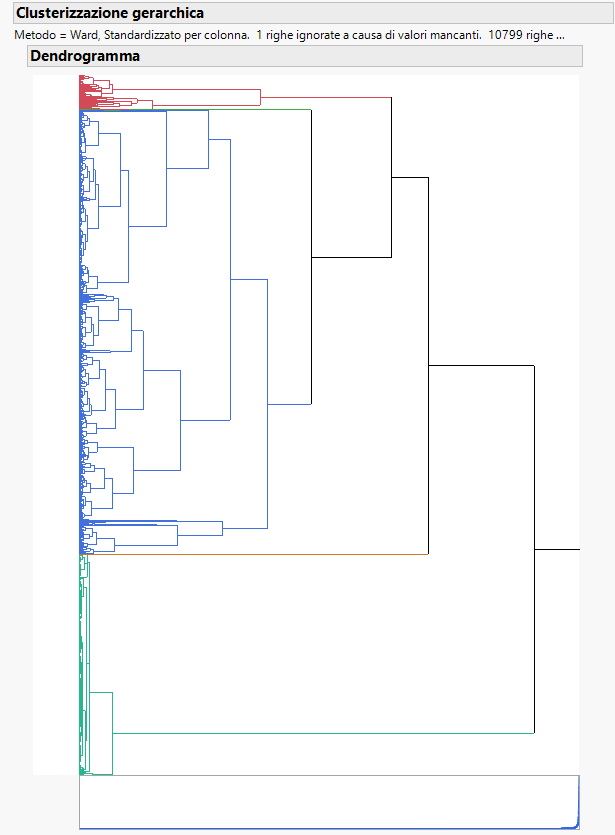 Clusterizzazione gerarchica
Metodo = Ward, Standardizzato per colonna. 1 righe ignorate a causa di valori mancanti. 10799 righe ...
Dendrogramma